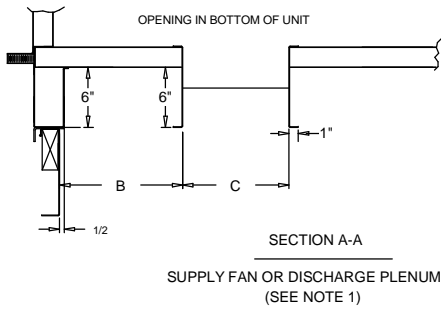 OPENING IN BOTTOM OF UNIT
6"
6"
1"
B
C
1/2
SECTION A-A
SUPPLY FAN OR DISCHARGE PLENUM
(SEE NOTE 1)